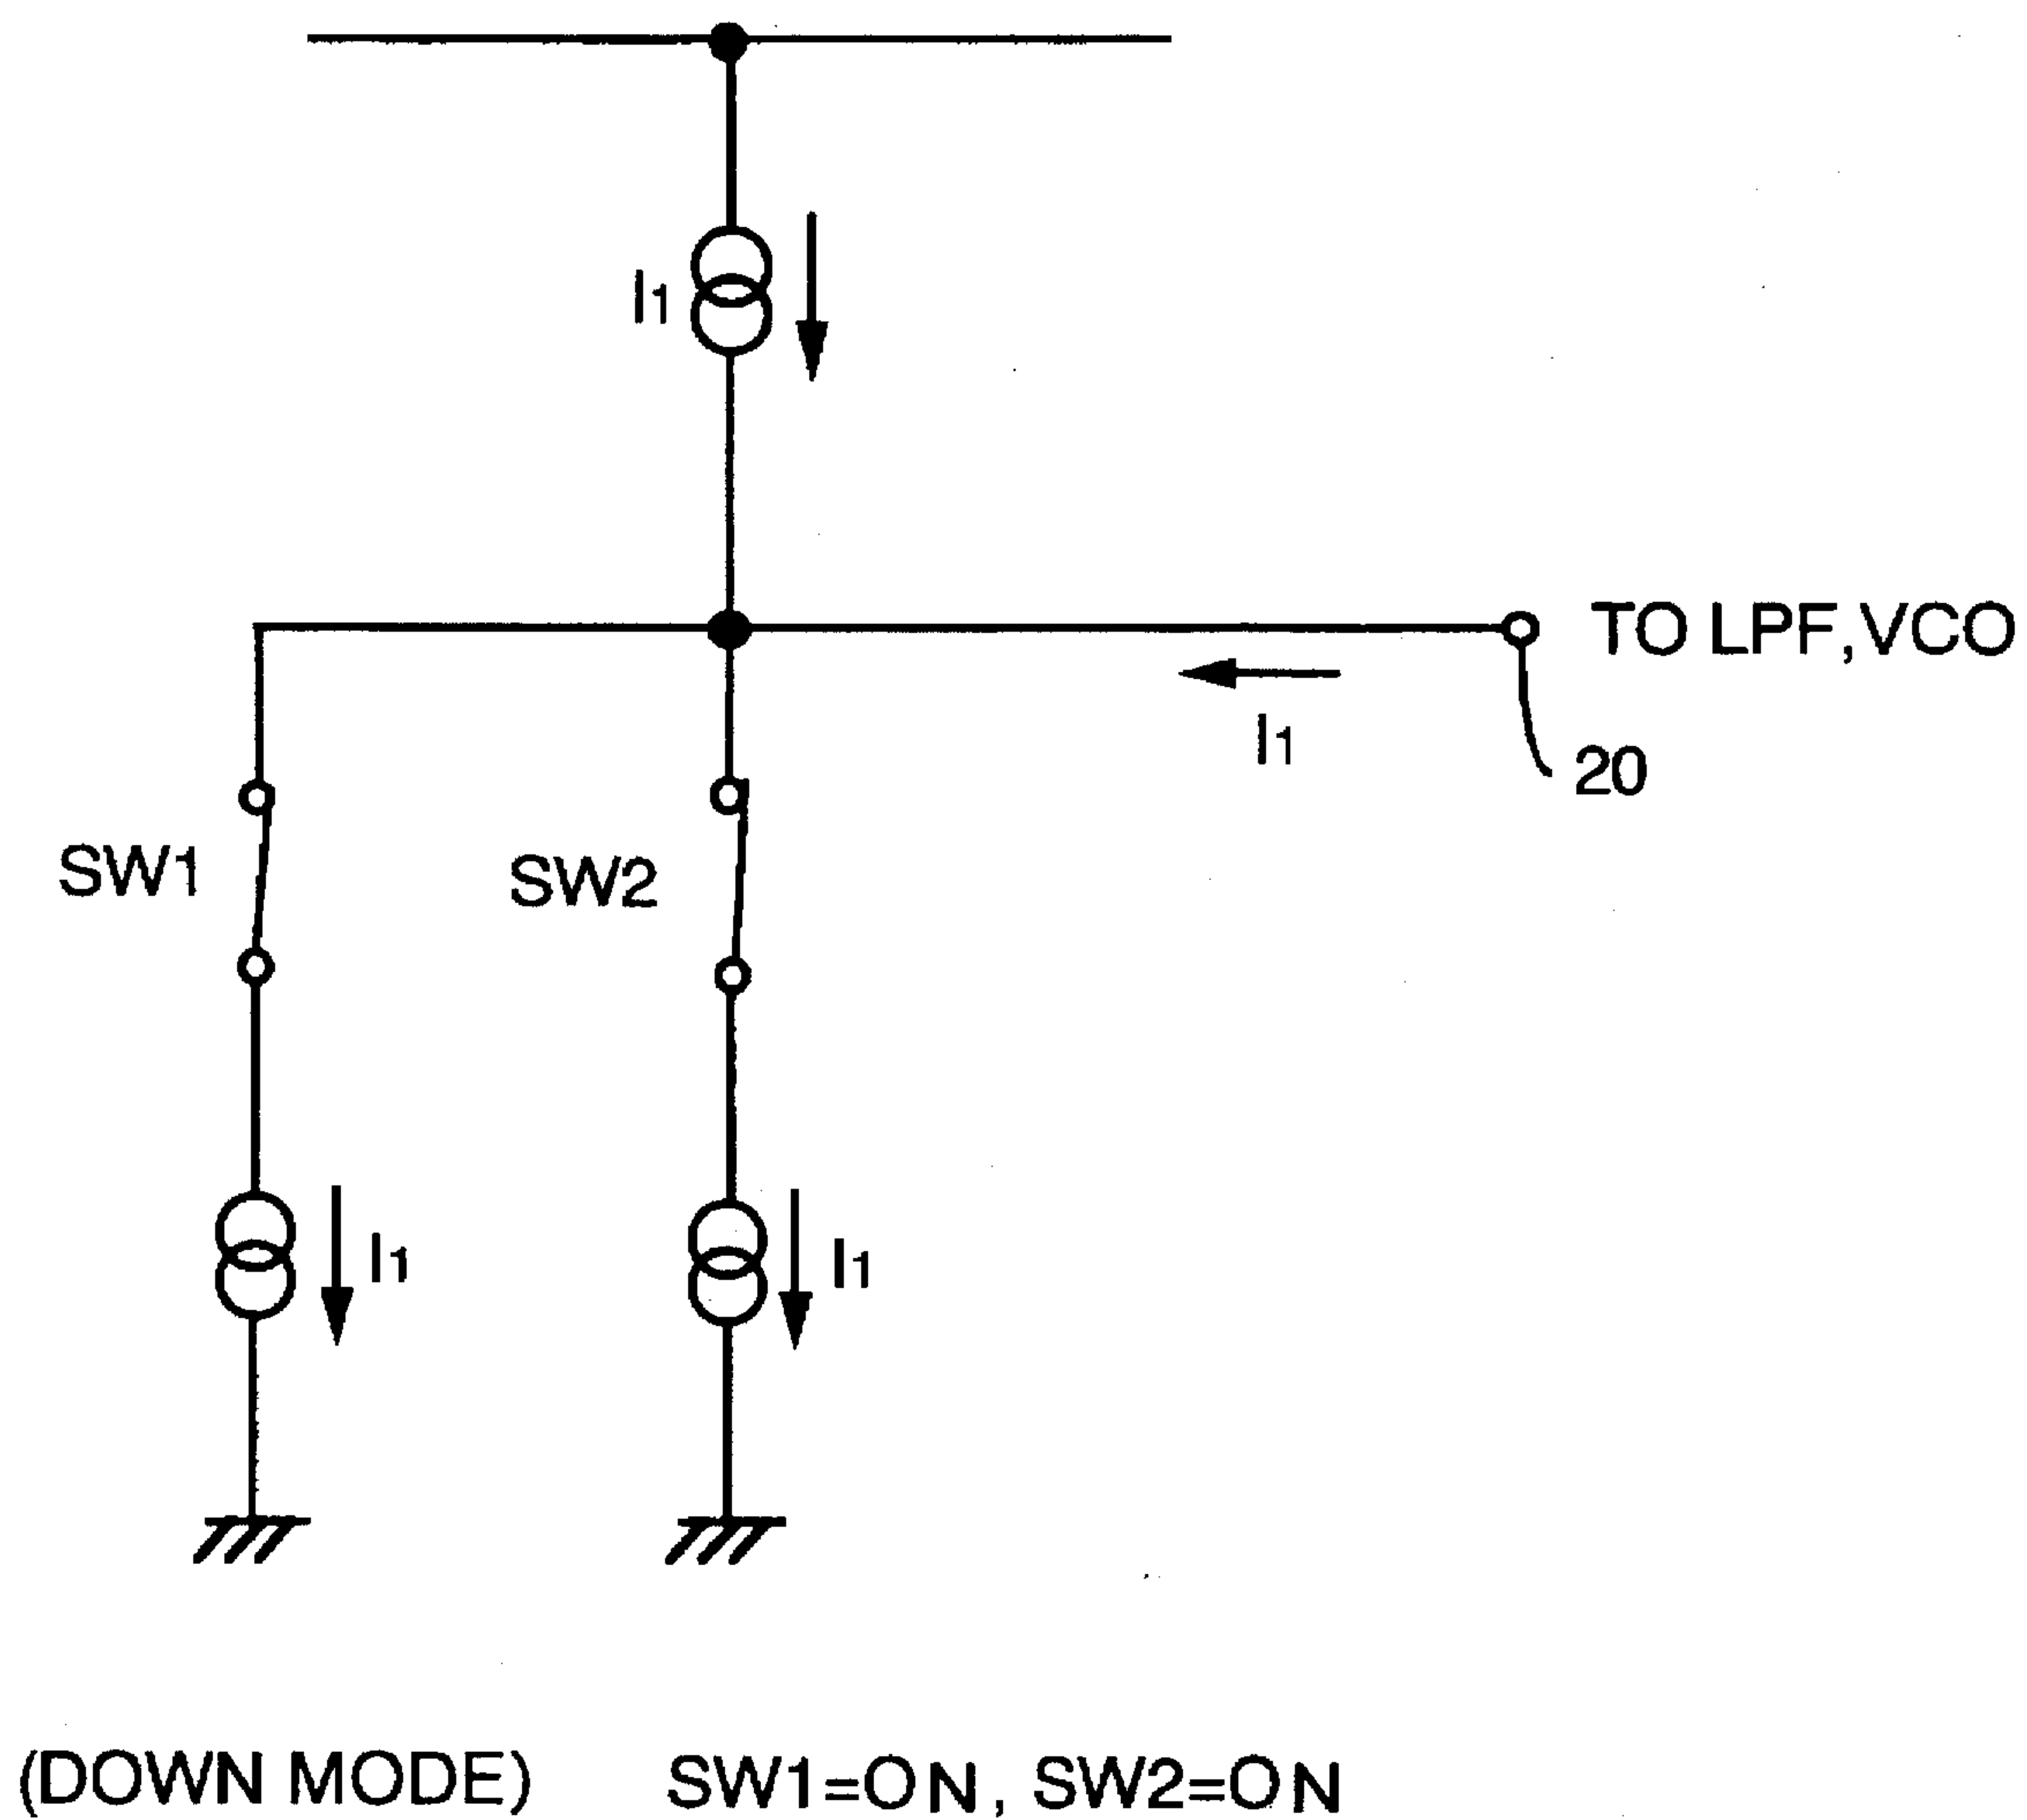 I1
TO LPF,VCO
I1
20
SW1
SW2
I1
I1
(DOWN MODE) SW1=ON, SW2=ON